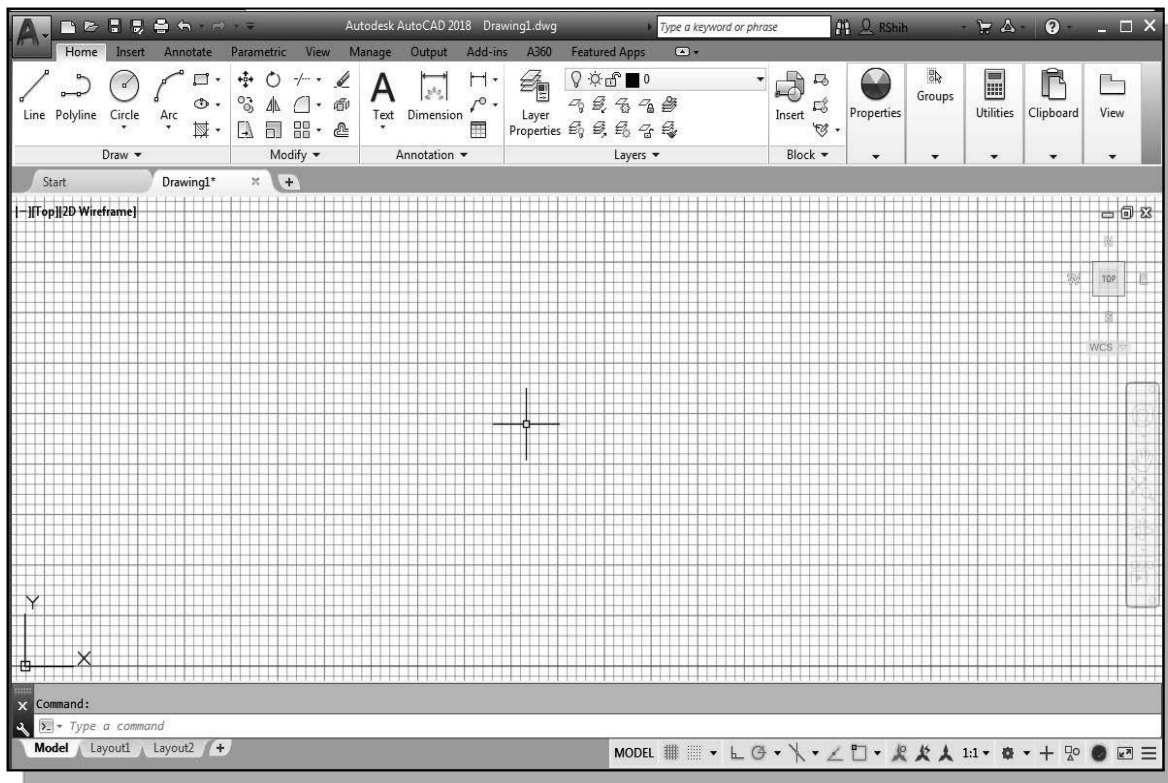 A Autodesk AutoCAD 2018 Drawing1.dwg Type a keyword or phrase RShih
Home Insert Annotate Parametric View Manage Output Add-ins A360 Featured Apps
0
Line Polyline Circle Arc A Text Dimension Layer Properties Insert Properties Groups Utilities Clipboard View
Draw Modify Annotation Layers Block
Start Drawing1* +
[-][Top][2D Wireframe]
N
W TOP E
S
WCS
Y
X
Command:
Type a command
Model Layout1 Layout2 + MODEL 1:1